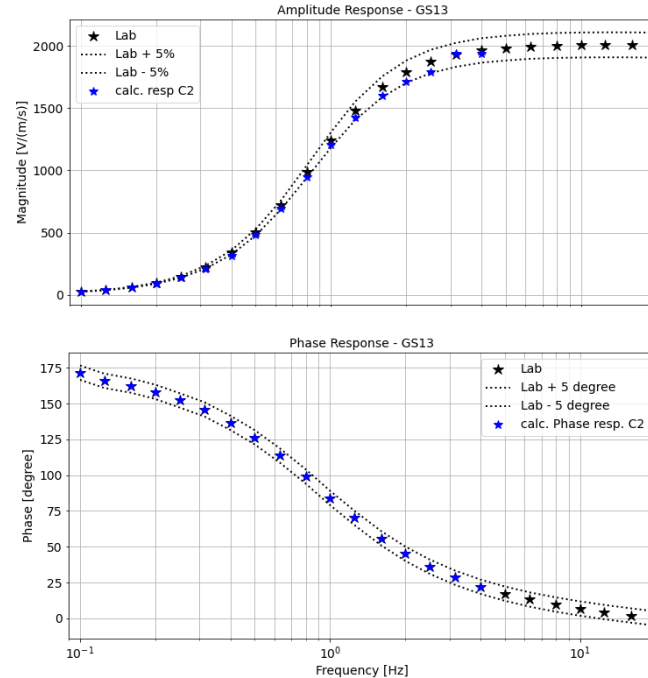 Amplitude Response - GS13
Lab
Lab + 5%
Lab - 5%
calc. resp C2
Magnitude [V/(m/s)]
2000
1500
1000
500
0
Phase Response - GS13
Lab
Lab + 5 degree
Lab - 5 degree
calc. Phase resp. C2
Phase [degree]
175
150
125
100
75
50
25
0
10⁻¹ 10⁰ 10¹
Frequency [Hz]